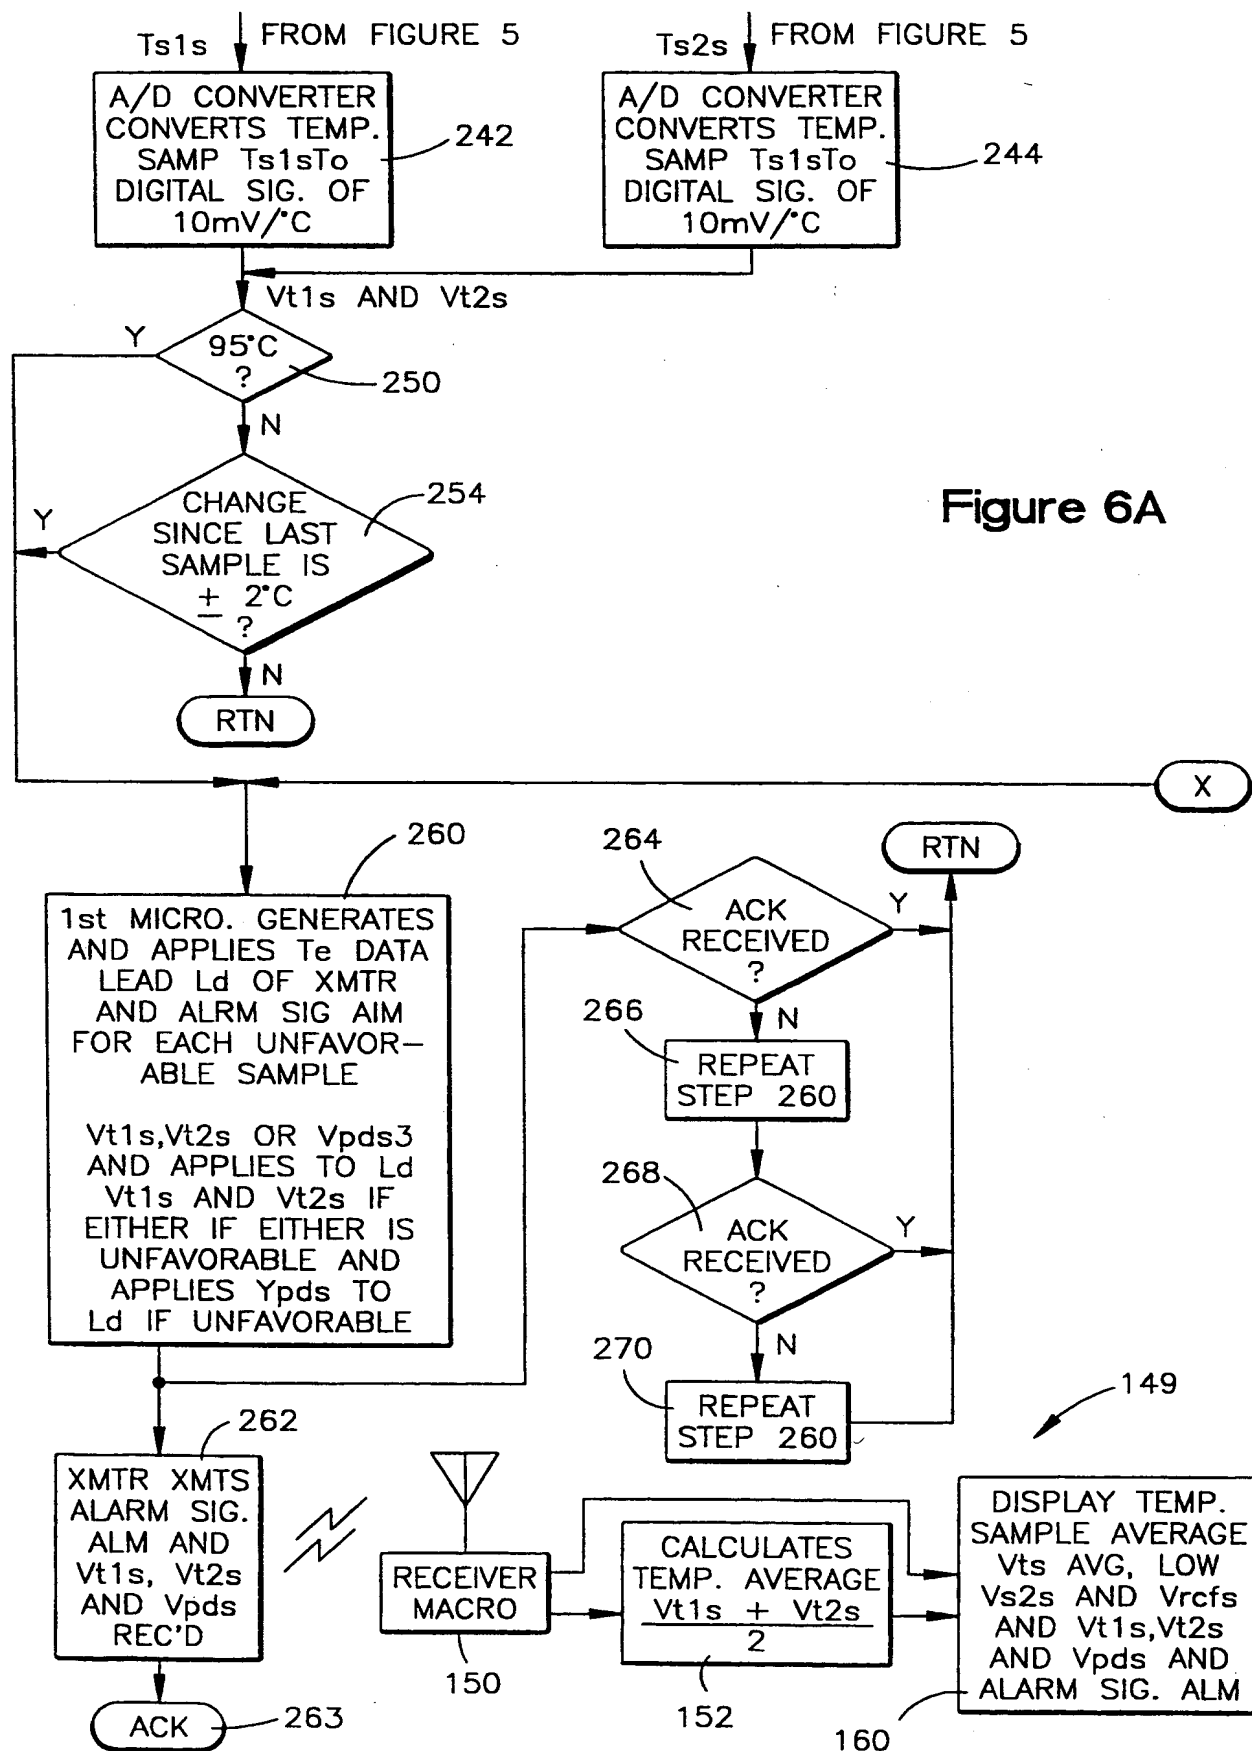 Ts1s FROM FIGURE 5
Ts2s FROM FIGURE 5
A/D CONVERTER
CONVERTS TEMP.
SAMP Ts1sTo
DIGITAL SIG. OF
10mV/°C
242
A/D CONVERTER
CONVERTS TEMP.
SAMP Ts1sTo
DIGITAL SIG. OF
10mV/°C
244
Vt1s AND Vt2s
Y
95°C
?
250
N
Y
CHANGE
SINCE LAST
SAMPLE IS
± 2°C
?
254
N
RTN
Figure 6A
X
260
1st MICRO. GENERATES
AND APPLIES Te DATA
LEAD Ld OF XMTR
AND ALRM SIG AIM
FOR EACH UNFAVOR-
ABLE SAMPLE
Vt1s,Vt2s OR Vpds3
AND APPLIES TO Ld
Vt1s AND Vt2s IF
EITHER IF EITHER IS
UNFAVORABLE AND
APPLIES Ypds TO
Ld IF UNFAVORABLE
264
ACK
RECEIVED
?
Y
RTN
N
266
REPEAT
STEP 260
268
ACK
RECEIVED
?
Y
N
270
REPEAT
STEP 260
149
262
XMTR XMTS
ALARM SIG.
ALM AND
Vt1s, Vt2s
AND Vpds
REC'D
ACK
263
RECEIVER
MACRO
150
CALCULATES
TEMP. AVERAGE
Vt1s + Vt2s
2
152
DISPLAY TEMP.
SAMPLE AVERAGE
Vts AVG, LOW
Vs2s AND Vrcfs
AND Vt1s,Vt2s
AND Vpds AND
ALARM SIG. ALM
160